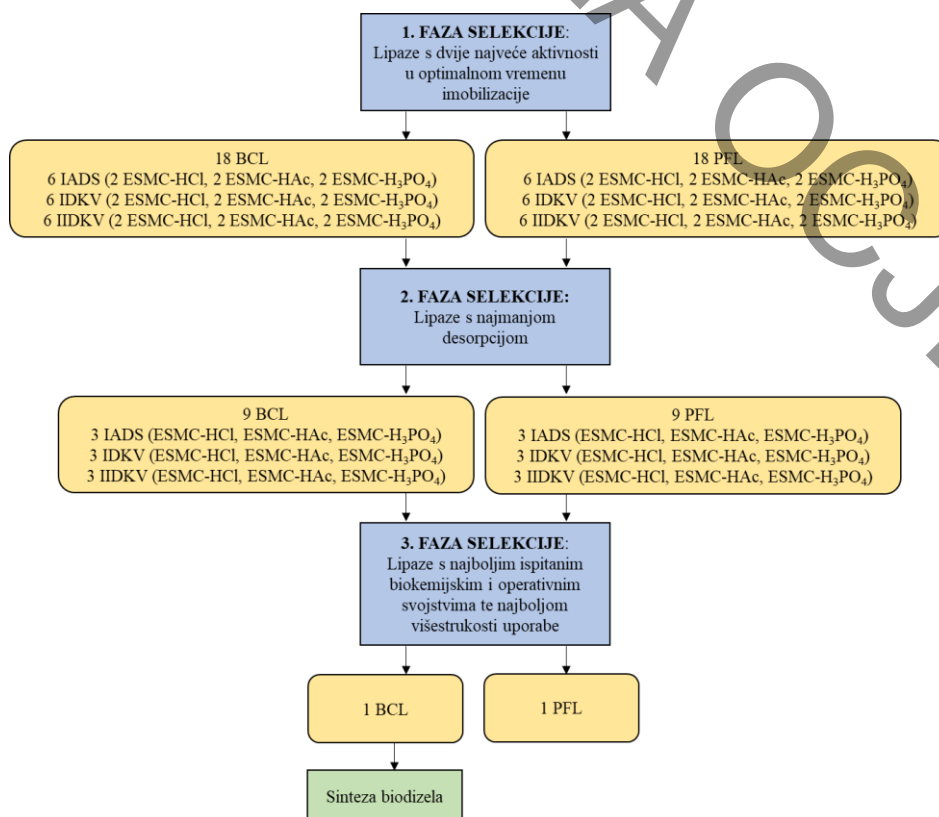 1. FAZA SELEKCIJE:
Lipaze s dvije najveće aktivnosti
u optimalnom vremenu
imobilizacije
18 BCL
6 IADS (2 ESMC-HCl, 2 ESMC-HAc, 2 ESMC-H₃PO₄)
6 IDKV (2 ESMC-HCl, 2 ESMC-HAc, 2 ESMC-H₃PO₄)
6 IIDKV (2 ESMC-HCl, 2 ESMC-HAc, 2 ESMC-H₃PO₄)
18 PFL
6 IADS (2 ESMC-HCl, 2 ESMC-HAc, 2 ESMC-H₃PO₄)
6 IDKV (2 ESMC-HCl, 2 ESMC-HAc, 2 ESMC-H₃PO₄)
6 IIDKV (2 ESMC-HCl, 2 ESMC-HAc, 2 ESMC-H₃PO₄)
2. FAZA SELEKCIJE:
Lipaze s najmanjom
desorpcijom
9 BCL
3 IADS (ESMC-HCl, ESMC-HAc, ESMC-H₃PO₄)
3 IDKV (ESMC-HCl, ESMC-HAc, ESMC-H₃PO₄)
3 IIDKV (ESMC-HCl, ESMC-HAc, ESMC-H₃PO₄)
9 PFL
3 IADS (ESMC-HCl, ESMC-HAc, ESMC-H₃PO₄)
3 IDKV (ESMC-HCl, ESMC-HAc, ESMC-H₃PO₄)
3 IIDKV (ESMC-HCl, ESMC-HAc, ESMC-H₃PO₄)
3. FAZA SELEKCIJE:
Lipaze s najboljim ispitanim
biokemijskim i operativnim
svojstvima te najboljom
višestrukosti uporabe
1 BCL
1 PFL
Sinteza biodizela